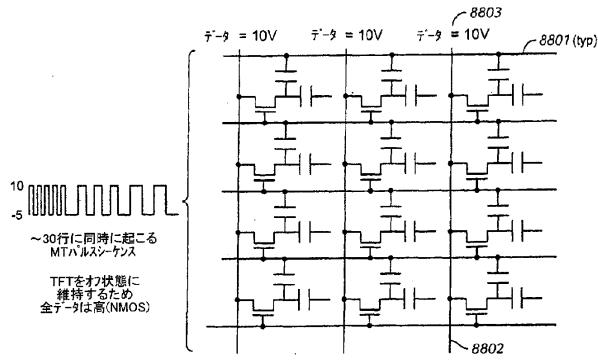 8803
データ = 10V データ = 10V データ = 10V
8801 (typ)
10
-5
～30行に同時に起こる
MTパルスシーケンス
TFTをオフ状態に
維持するため
全データは高(NMOS)
8802